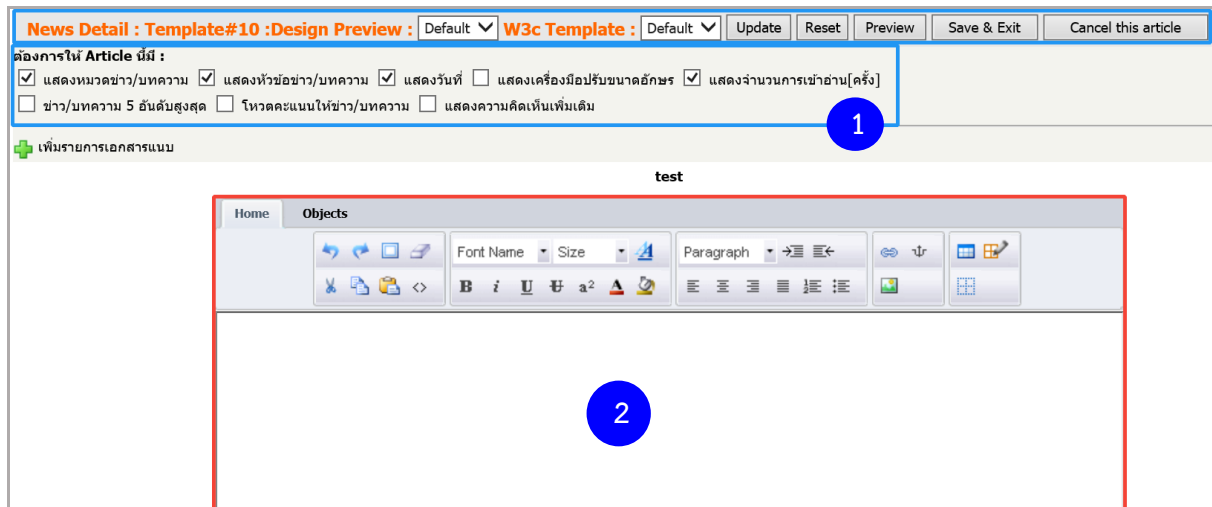 News Detail : Template#10 :Design Preview : Default W3c Template : Default Update Reset Preview Save & Exit Cancel this article
ต้องการให้ Article นี้มี :
แสดงหมวดข่าว/บทความ แสดงหัวข้อข่าว/บทความ แสดงวันที่ แสดงเครื่องมือปรับขนาดอักษร แสดงจำนวนการเข้าอ่าน[ครั้ง]
ข่าว/บทความ 5 อันดับสูงสุด โหวตคะแนนให้ข่าว/บทความ แสดงความคิดเห็นเพิ่มเติม
1
เพิ่มรายการเอกสารแนบ
test
Home Objects
Font Name Size Paragraph
B i U U a² A
2